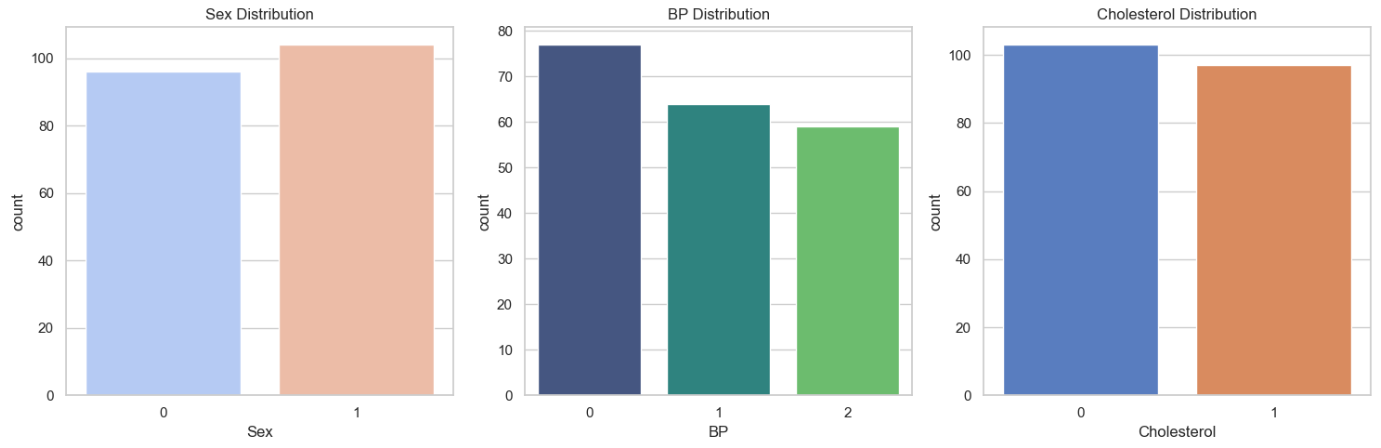 Sex Distribution
100
80
60
40
20
0
count
0 1
Sex
BP Distribution
80
70
60
50
40
30
20
10
0
count
0 1 2
BP
Cholesterol Distribution
100
80
60
40
20
0
count
0 1
Cholesterol